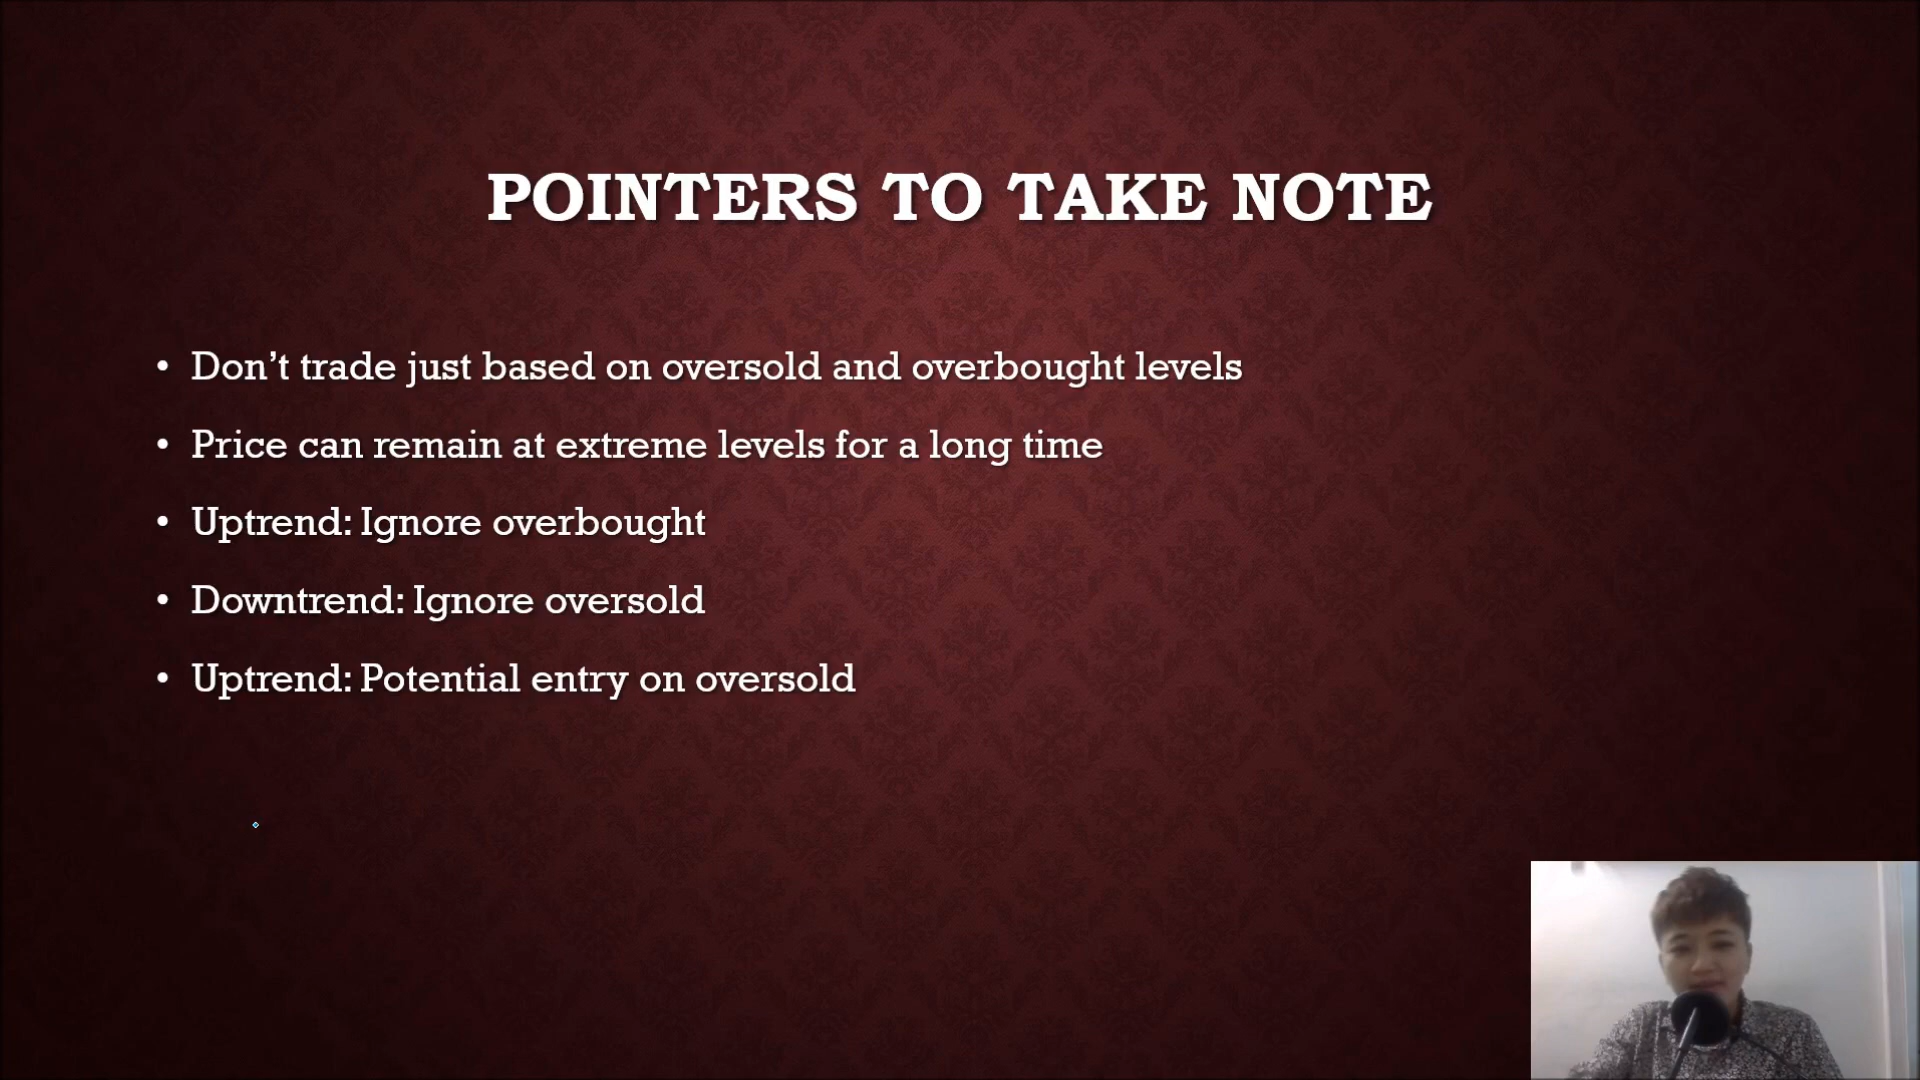 POINTERS TO TAKE NOTE
• Don’t trade just based on oversold and overbought levels
• Price can remain at extreme levels for a long time
• Uptrend: Ignore overbought
• Downtrend: Ignore oversold
• Uptrend: Potential entry on oversold